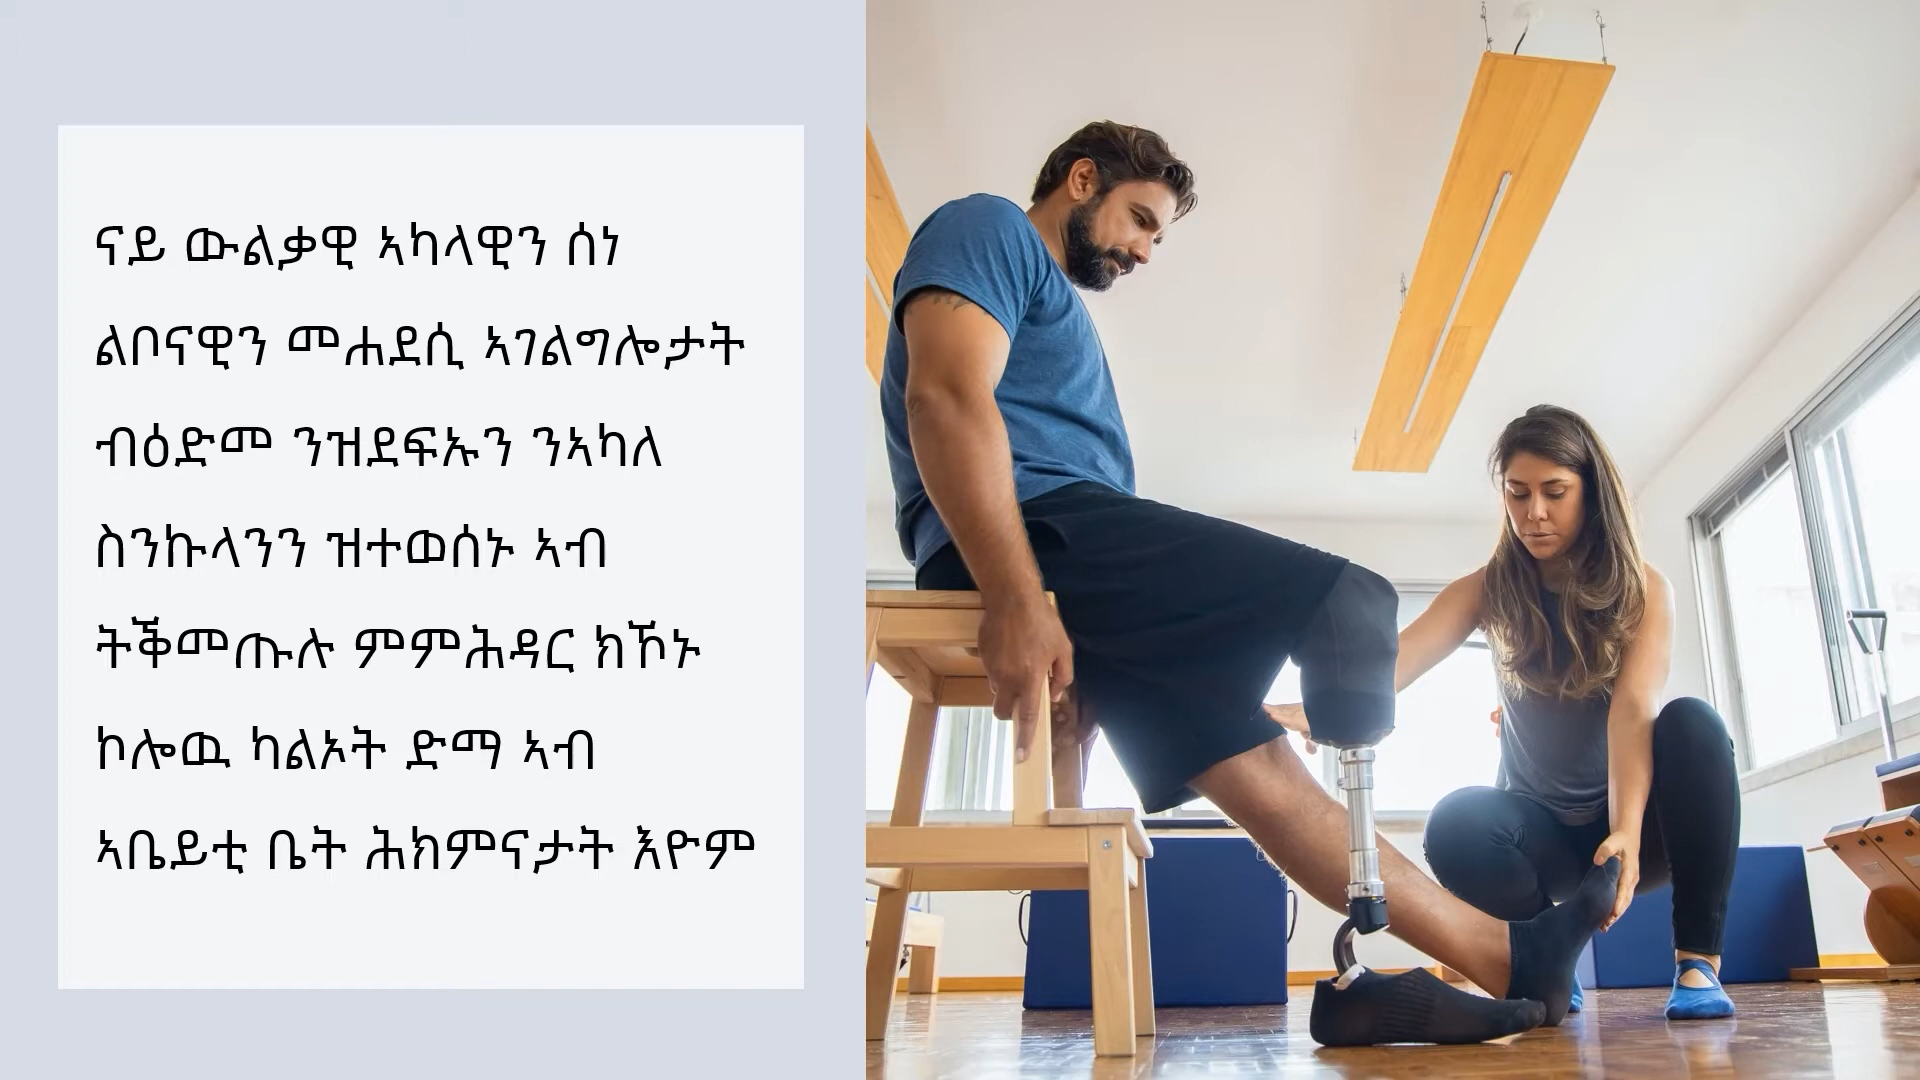 ናይ ውልቃዊ ኣካላዊን ሰነ
ልቦናዊን መሐደሲ ኣገልግሎታት
ብዕድመ ንዝደፍኡን ንኣካለ
ስንኩላንን ዝተወሰኑ ኣብ
ትቕመጡሉ ምምሕዳር ክኾኑ
ኮሎዉ ካልኦት ድማ ኣብ
ኣቤይቲ ቤት ሕክምናታት እዮም